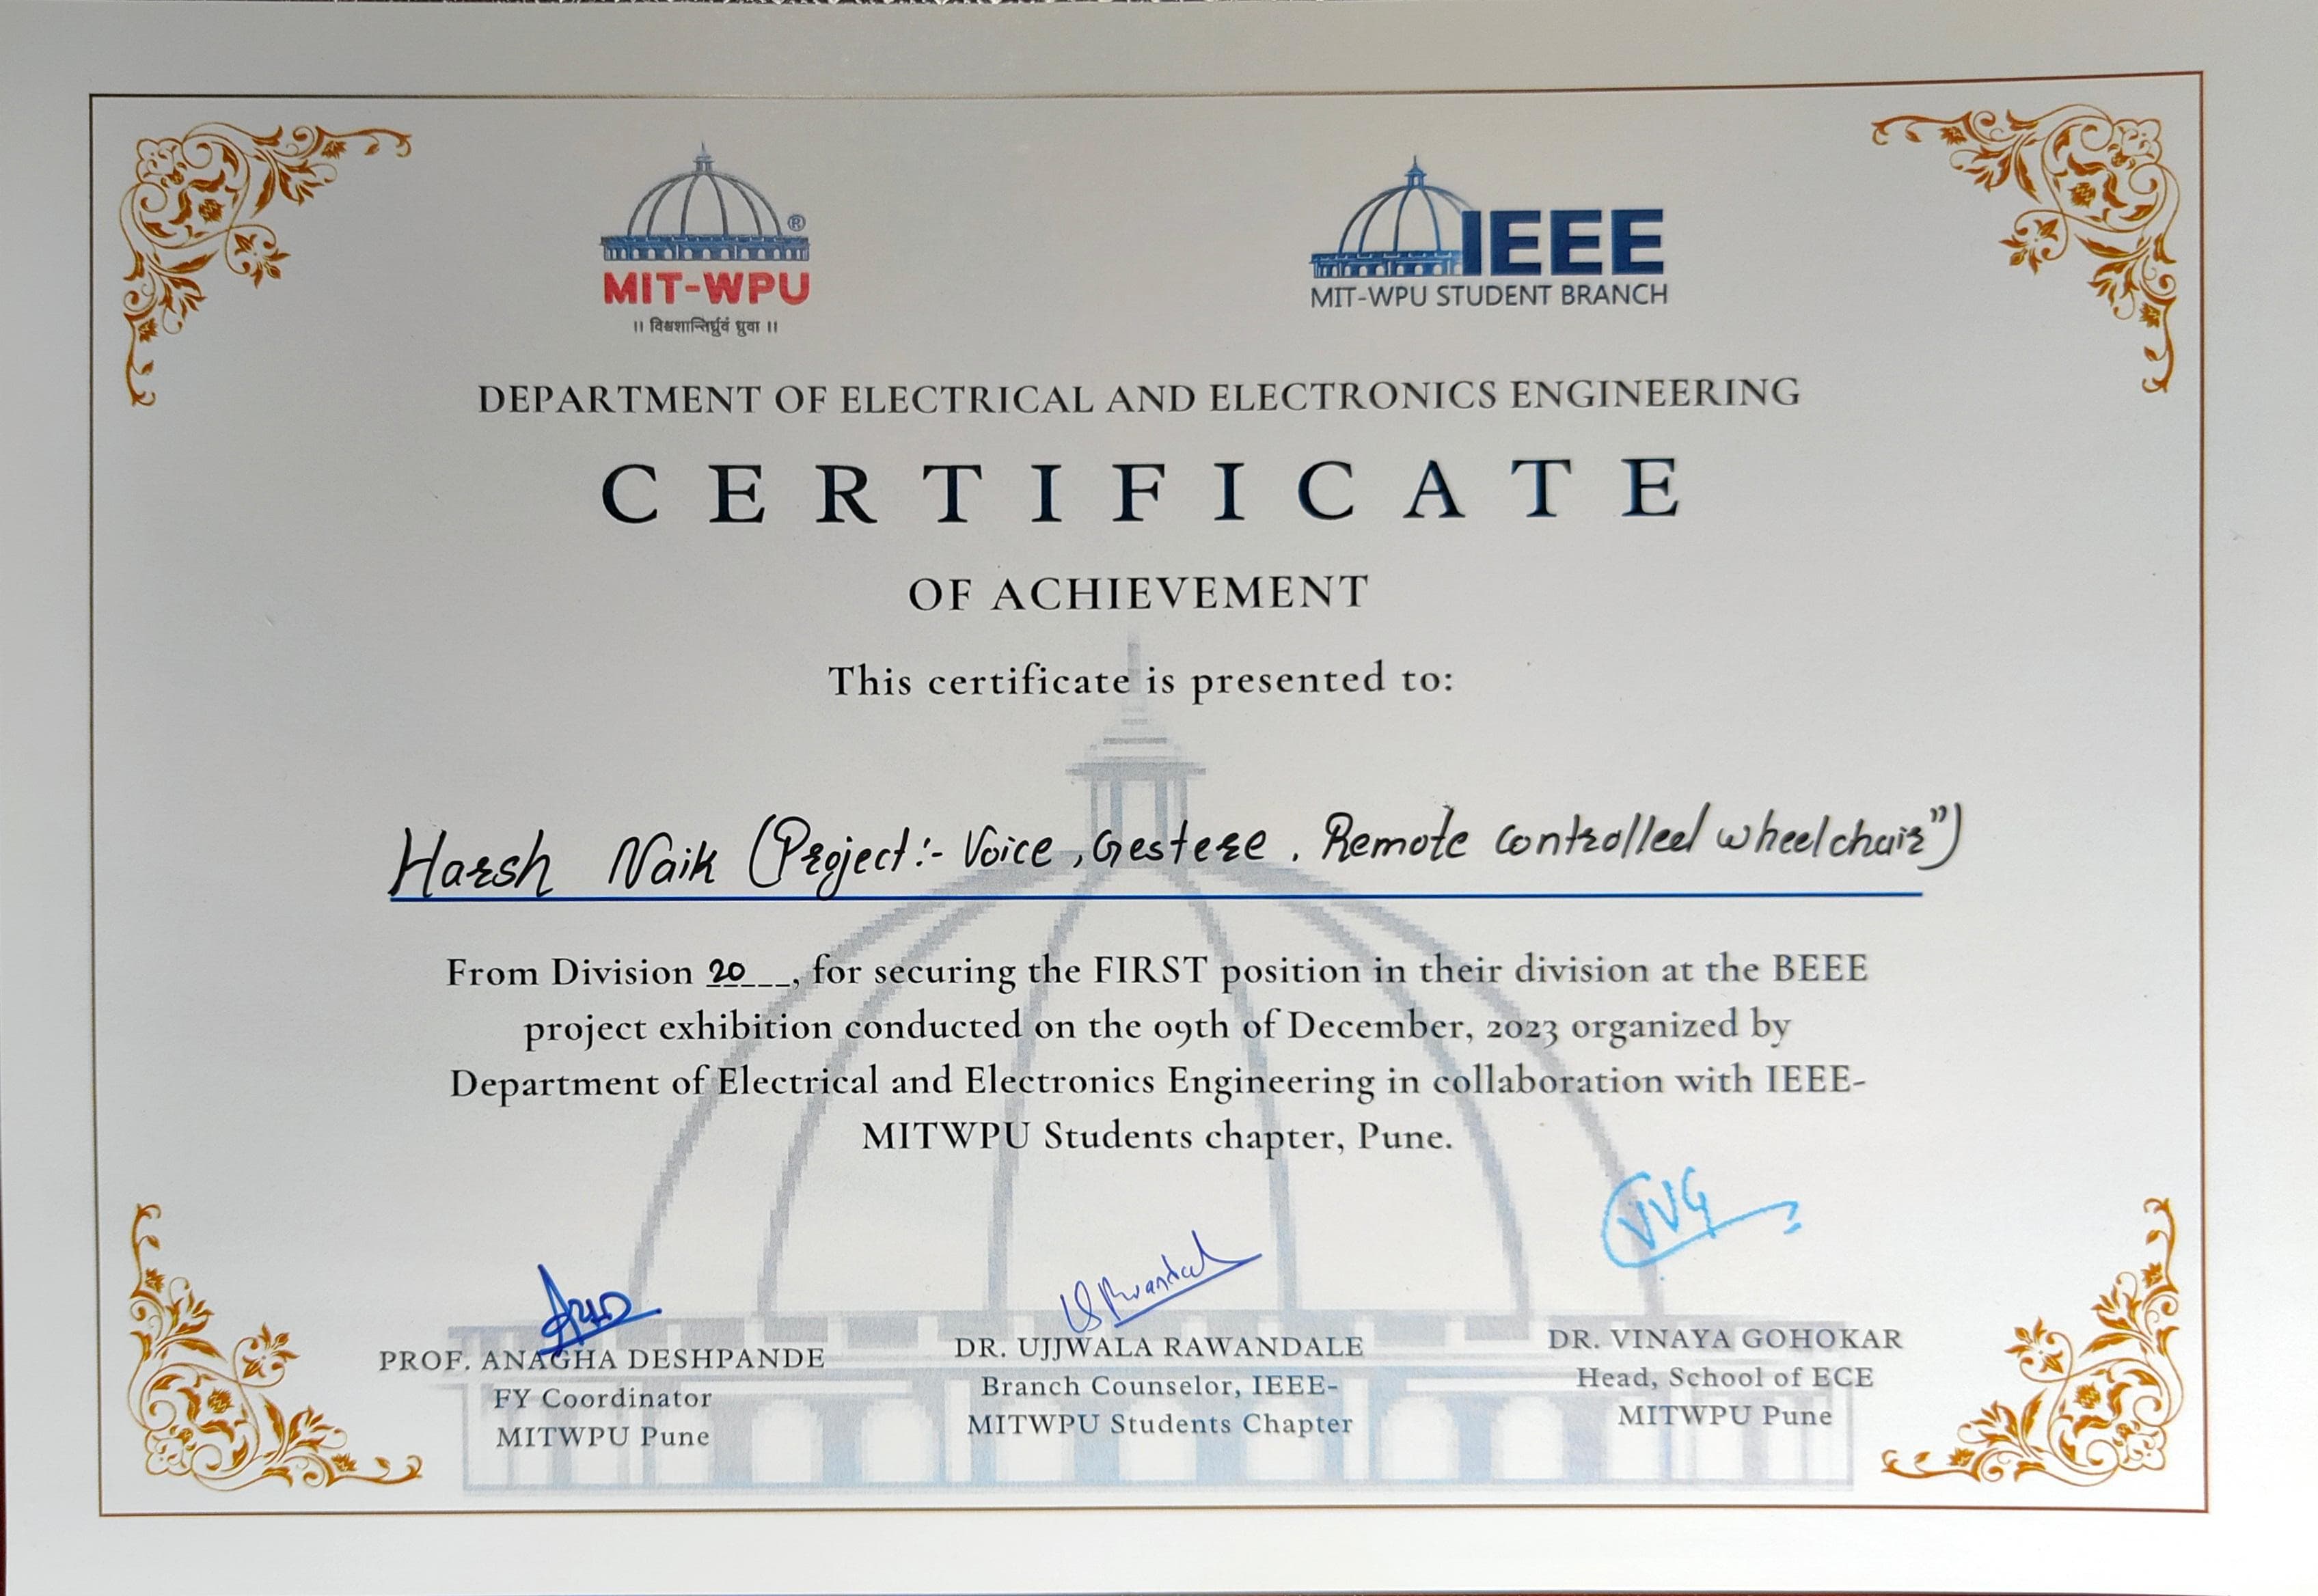 MIT-WPU
®
॥ विश्वशान्तिर्ध्रुवं ध्रुवा ॥
IEEE
MIT-WPU STUDENT BRANCH
DEPARTMENT OF ELECTRICAL AND ELECTRONICS ENGINEERING
CERTIFICATE
OF ACHIEVEMENT
This certificate is presented to:
Harsh Naik (Project:- Voice, Gestere, Remote controlleed wheelchair")
From Division 20___, for securing the FIRST position in their division at the BEEE
project exhibition conducted on the 09th of December, 2023 organized by
Department of Electrical and Electronics Engineering in collaboration with IEEE-
MITWPU Students chapter, Pune.
VVG
PROF. ANAGHA DESHPANDE
FY Coordinator
MITWPU Pune
DR. UJJWALA RAWANDALE
Branch Counselor, IEEE-
MITWPU Students Chapter
DR. VINAYA GOHOKAR
Head, School of ECE
MITWPU Pune